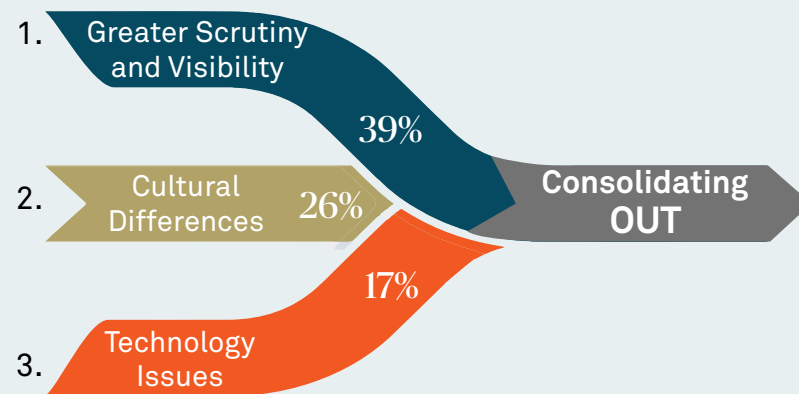 1.
Greater Scrutiny
and Visibility
39%
2.
Cultural
Differences
26%
Consolidating
OUT
17%
3.
Technology
Issues